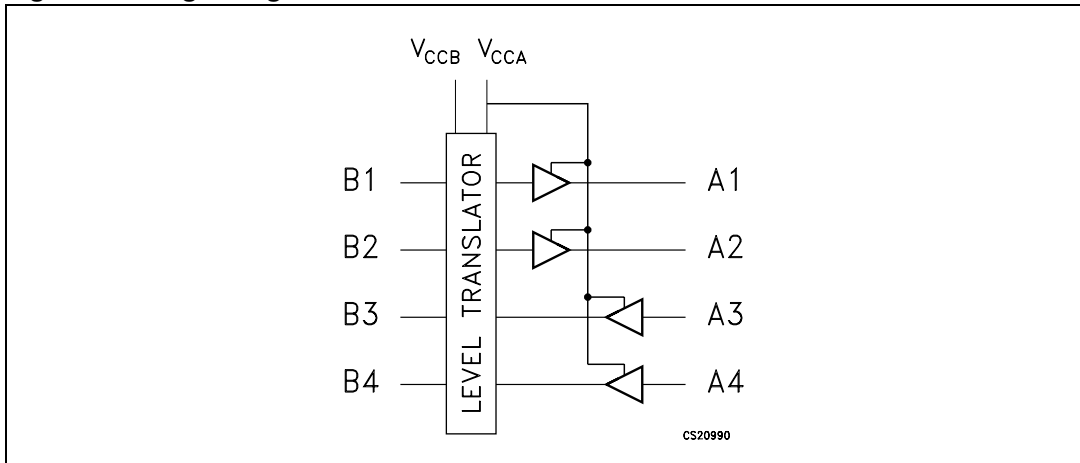 VCCB VCCA
LEVEL TRANSLATOR
B1 A1
B2 A2
B3 A3
B4 A4
CS20990